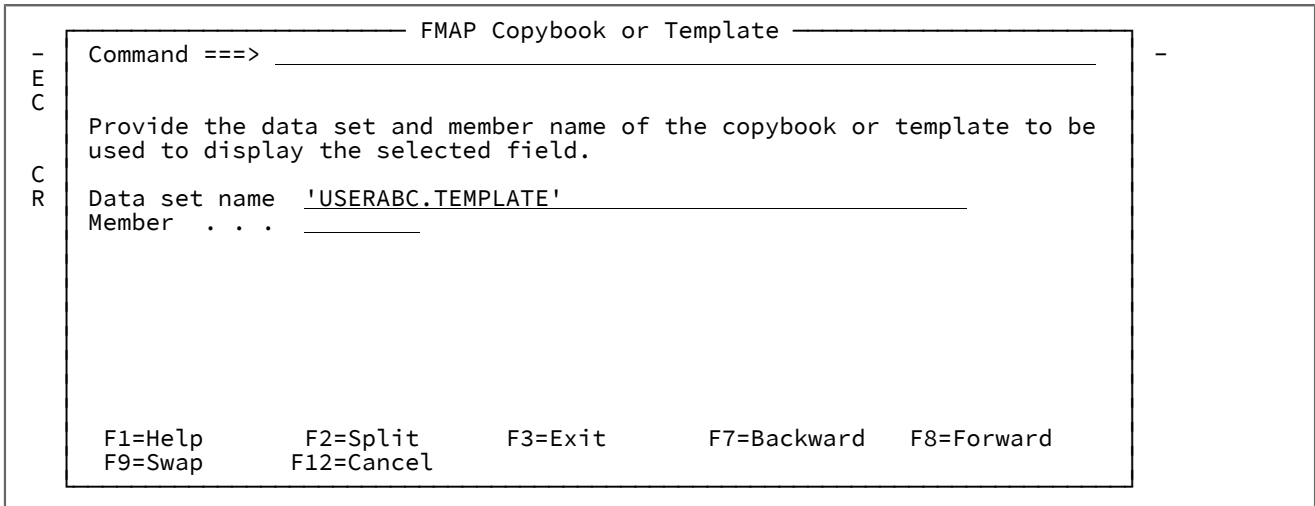 FMAP Copybook or Template
– Command ===> –
E
C
Provide the data set and member name of the copybook or template to be
used to display the selected field.
C
R Data set name 'USERABC.TEMPLATE'
Member . . .
F1=Help F2=Split F3=Exit F7=Backward F8=Forward
F9=Swap F12=Cancel